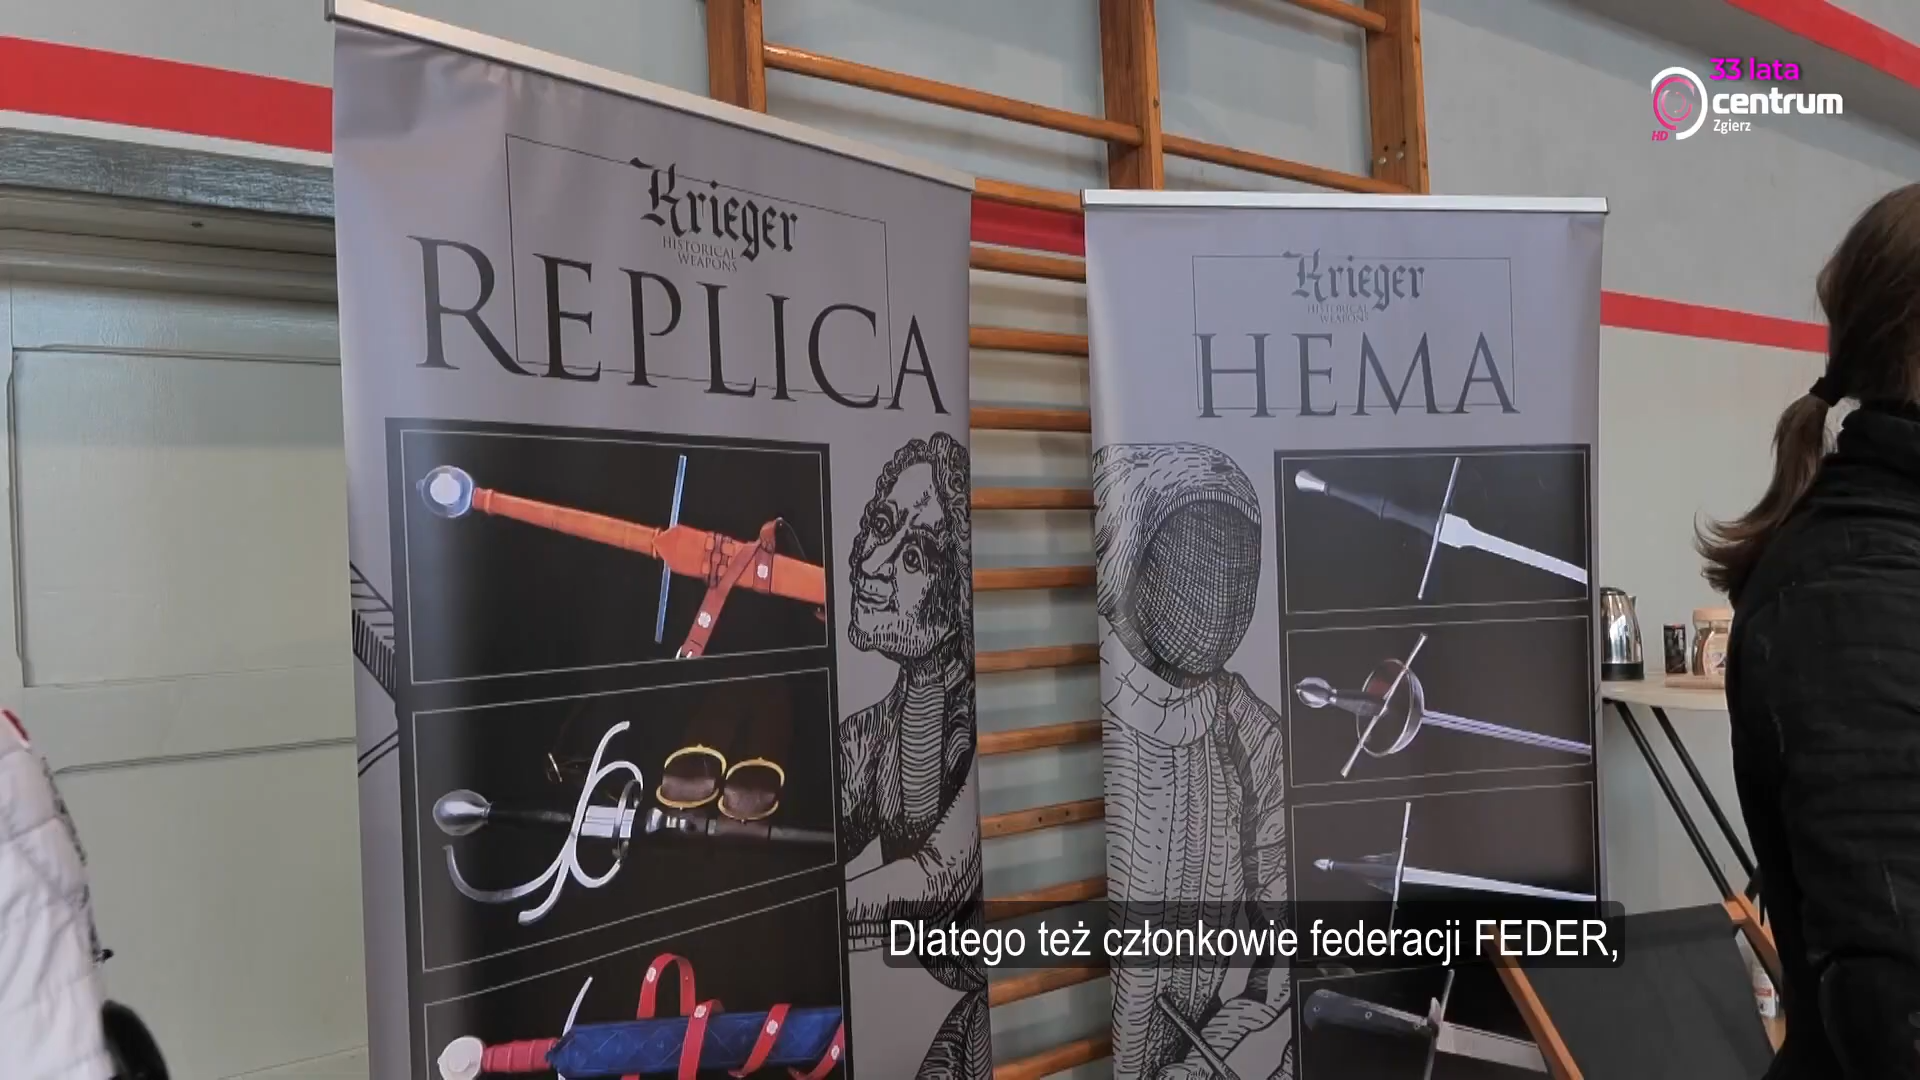 33 lata
centrum
HD
Zgierz
Krieger
HISTORICAL
WEAPONS
REPLICA
Krieger
HISTORICAL
WEAPONS
HEMA
Dlatego też członkowie federacji FEDER,